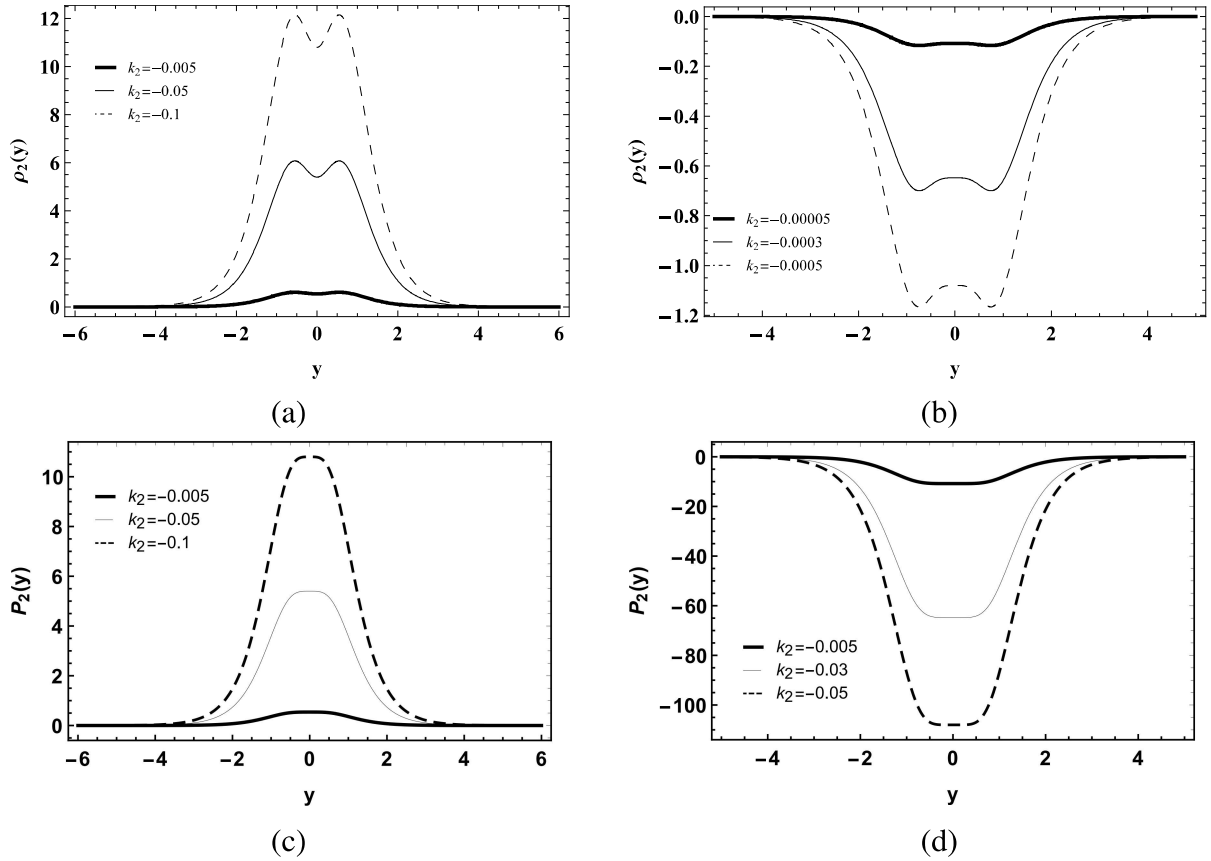 12
10
8
6
4
2
0
ρ₂(y)
k₂=−0.005
k₂=−0.05
k₂=−0.1
−6 −4 −2 0 2 4 6
y
(a)
0.0
−0.2
−0.4
−0.6
−0.8
−1.0
−1.2
ρ₂(y)
k₂=−0.00005
k₂=−0.0003
k₂=−0.0005
−4 −2 0 2 4
y
(b)
10
8
6
4
2
0
P₂(y)
k₂=−0.005
k₂=−0.05
k₂=−0.1
−6 −4 −2 0 2 4 6
y
(c)
0
−20
−40
−60
−80
−100
P₂(y)
k₂=−0.005
k₂=−0.03
k₂=−0.05
−4 −2 0 2 4
y
(d)